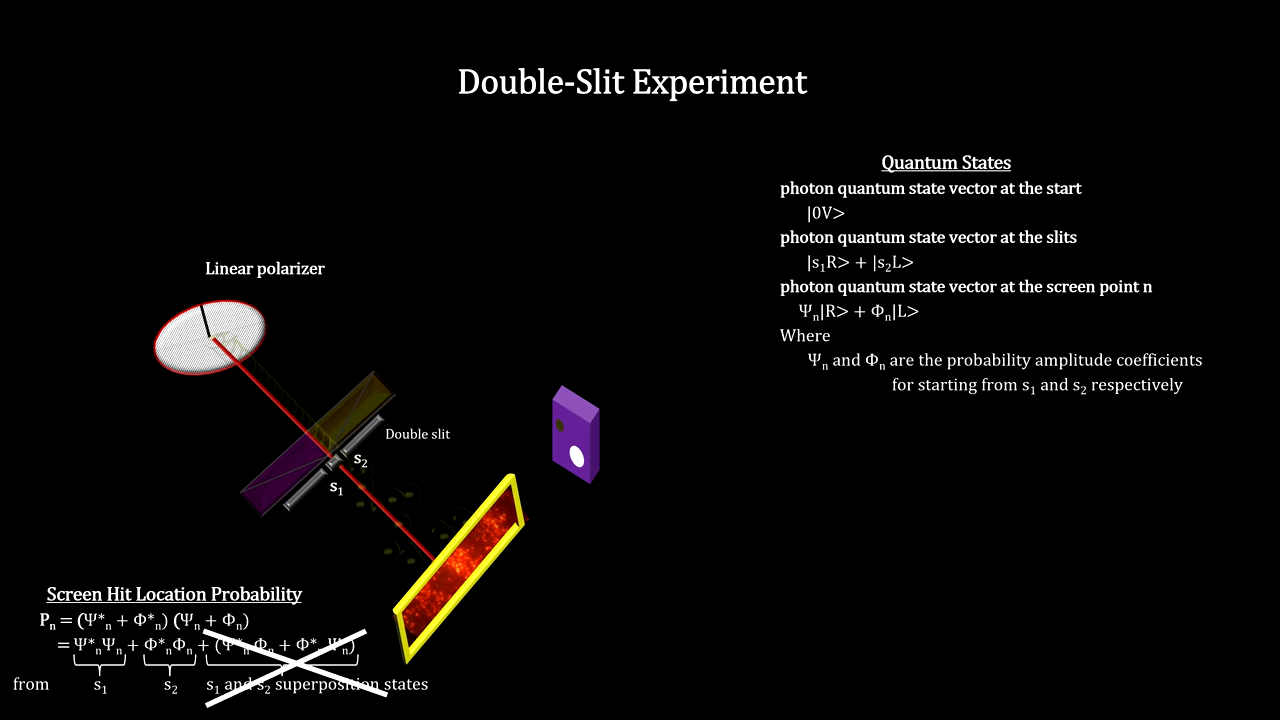 Double-Slit Experiment
Quantum States
photon quantum state vector at the start
|0V>
photon quantum state vector at the slits
|s₁R> + |s₂L>
photon quantum state vector at the screen point n
Ψₙ|R> + Φₙ|L>
Where
Ψₙ and Φₙ are the probability amplitude coefficients
for starting from s₁ and s₂ respectively
Linear polarizer
Double slit
s₂
s₁
Screen Hit Location Probability
Pₙ = (Ψ*ₙ + Φ*ₙ) (Ψₙ + Φₙ)
= Ψ*ₙΨₙ + Φ*ₙΦₙ + (Ψ*ₙΦₙ + Φ*ₙΨₙ)
from s₁ s₂ s₁ and s₂ superposition states